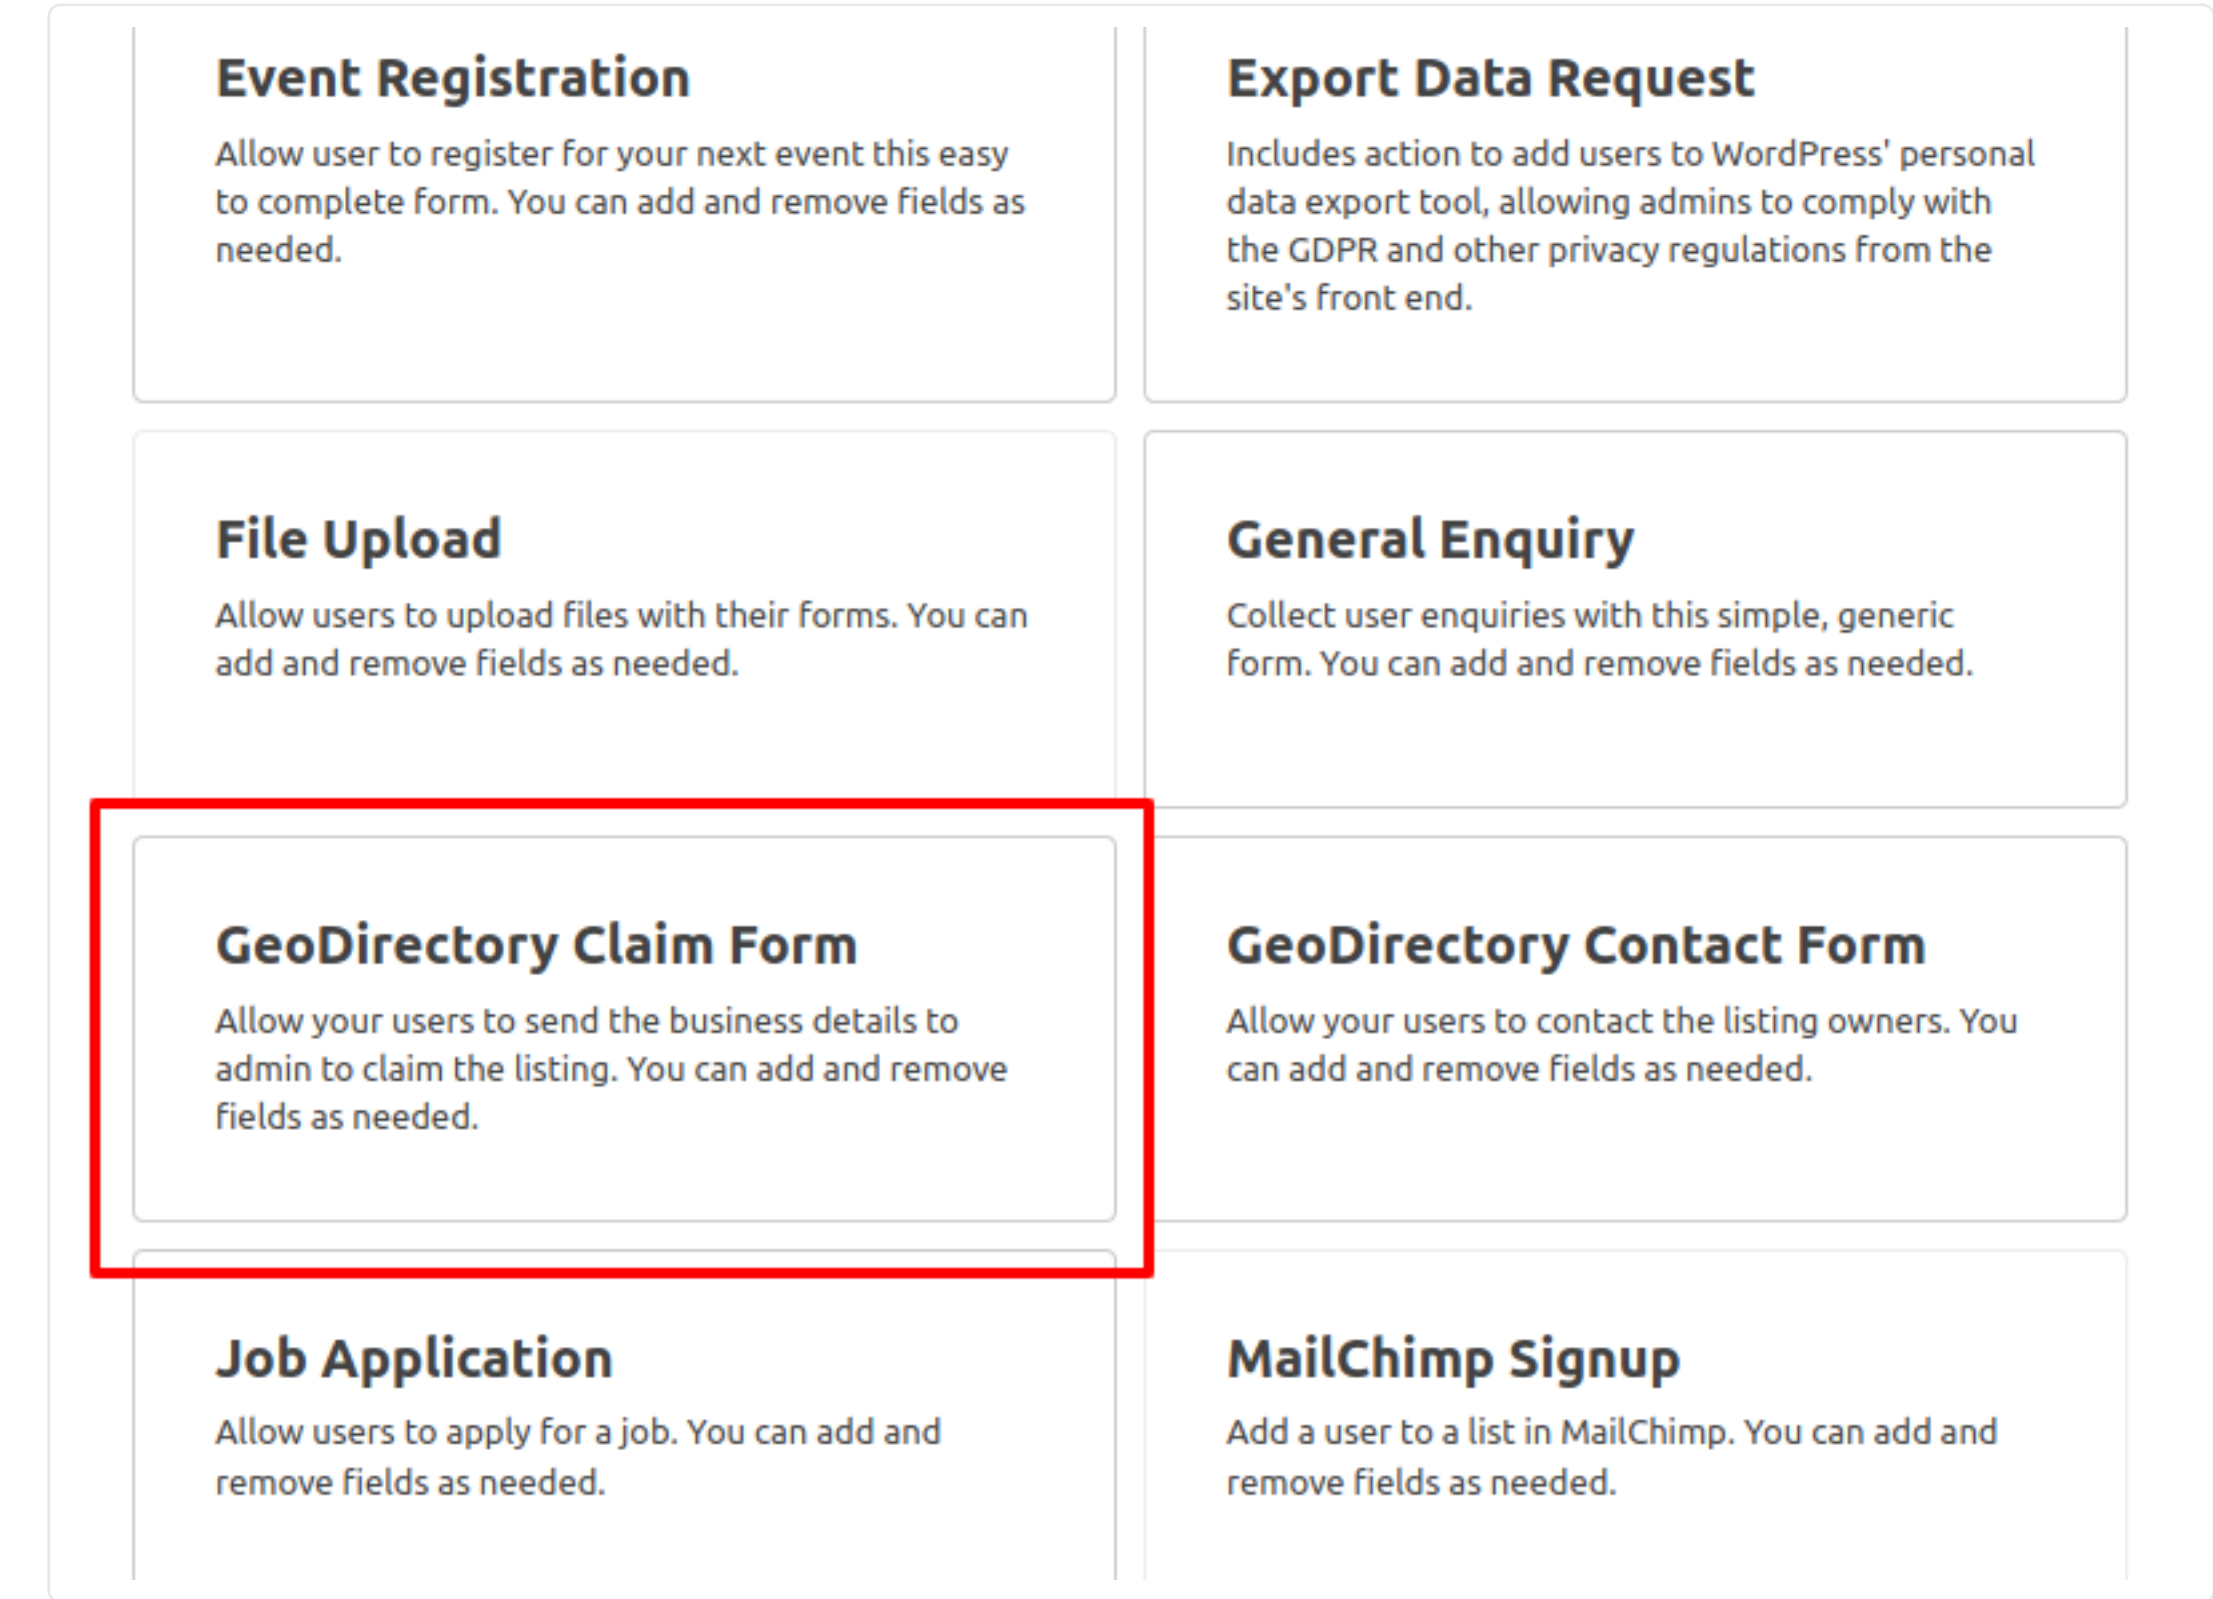 Event Registration
Allow user to register for your next event this easy
to complete form. You can add and remove fields as
needed.
Export Data Request
Includes action to add users to WordPress' personal
data export tool, allowing admins to comply with
the GDPR and other privacy regulations from the
site's front end.
File Upload
Allow users to upload files with their forms. You can
add and remove fields as needed.
General Enquiry
Collect user enquiries with this simple, generic
form. You can add and remove fields as needed.
GeoDirectory Claim Form
Allow your users to send the business details to
admin to claim the listing. You can add and remove
fields as needed.
GeoDirectory Contact Form
Allow your users to contact the listing owners. You
can add and remove fields as needed.
Job Application
Allow users to apply for a job. You can add and
remove fields as needed.
MailChimp Signup
Add a user to a list in MailChimp. You can add and
remove fields as needed.